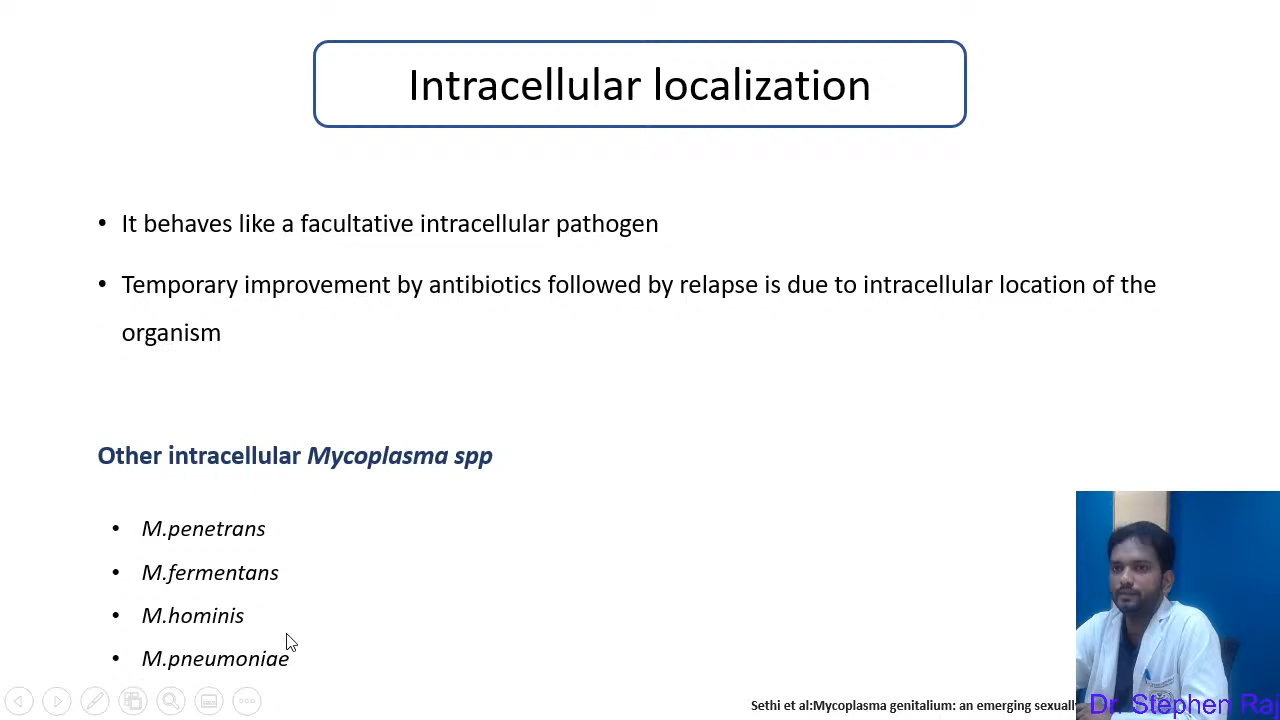 Intracellular localization
• It behaves like a facultative intracellular pathogen
• Temporary improvement by antibiotics followed by relapse is due to intracellular location of the
organism
Other intracellular Mycoplasma spp
• M.penetrans
• M.fermentans
• M.hominis
• M.pneumoniae
Sethi et al:Mycoplasma genitalium: an emerging sexuall
Dr. Stephen Raj